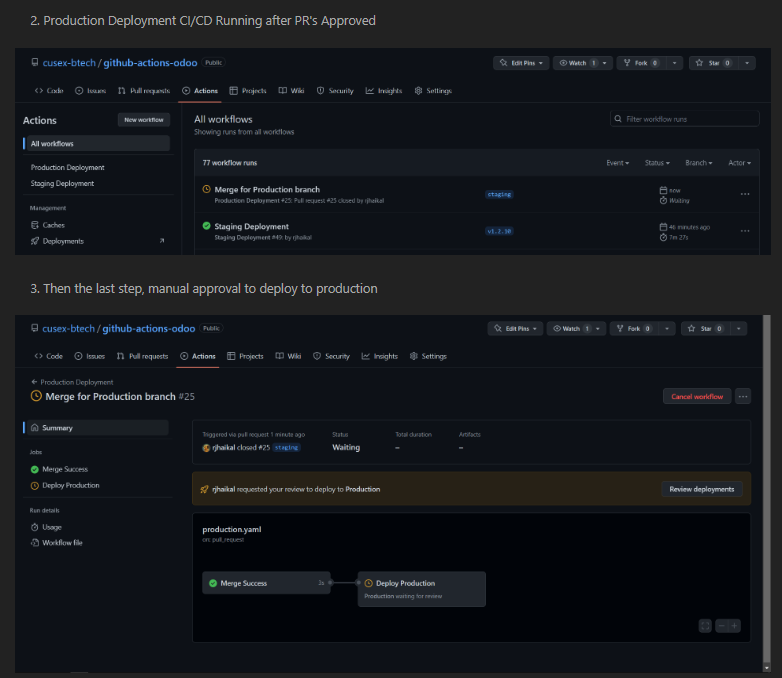 2. Production Deployment CI/CD Running after PR's Approved
cusex-btech / github-actions-odoo Public
Edit Pins Watch 1 Fork 0 Star 0
Code Issues Pull requests Actions Projects Wiki Security Insights Settings
Actions New workflow
All workflows
Production Deployment
Staging Deployment
Management
Caches
Deployments
All workflows
Showing runs from all workflows
Filter workflow runs
77 workflow runs
Event Status Branch Actor
Merge for Production branch
Production Deployment #25: Pull request #25 closed by rjhaikal
staging
now
Waiting
Staging Deployment
Staging Deployment #49: by rjhaikal
v1.2.10
46 minutes ago
7m 27s
3. Then the last step, manual approval to deploy to production
cusex-btech / github-actions-odoo Public
Edit Pins Watch 1 Fork 0 Star 0
Code Issues Pull requests Actions Projects Wiki Security Insights Settings
Production Deployment
Merge for Production branch #25
Cancel workflow
Summary
Jobs
Merge Success
Deploy Production
Run details
Usage
Workflow file
Triggered via pull request 1 minute ago
rjhaikal closed #25 staging
Status
Waiting
Total duration
–
Artifacts
–
rjhaikal requested your review to deploy to Production
Review deployments
production.yaml
on: pull_request
Merge Success 3s
Deploy Production
Production waiting for review